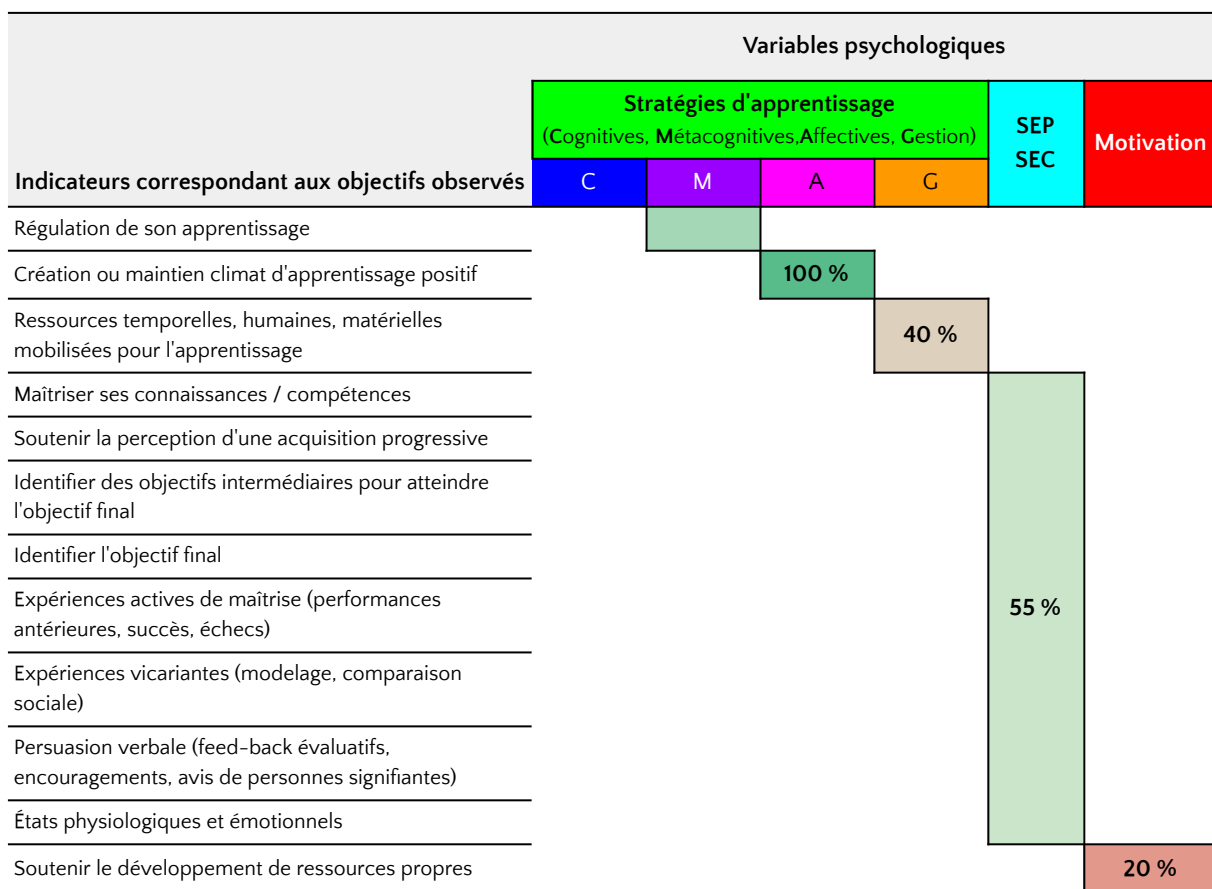 Variables psychologiques
Stratégies d'apprentissage
(Cognitives, Métacognitives,Affectives, Gestion)
SEP
SEC
Motivation
Indicateurs correspondant aux objectifs observés
C
M
A
G
Régulation de son apprentissage
Création ou maintien climat d'apprentissage positif
100 %
Ressources temporelles, humaines, matérielles
mobilisées pour l'apprentissage
40 %
Maîtriser ses connaissances / compétences
Soutenir la perception d'une acquisition progressive
Identifier des objectifs intermédiaires pour atteindre
l'objectif final
Identifier l'objectif final
Expériences actives de maîtrise (performances
antérieures, succès, échecs)
55 %
Expériences vicariantes (modelage, comparaison
sociale)
Persuasion verbale (feed-back évaluatifs,
encouragements, avis de personnes signifiantes)
États physiologiques et émotionnels
Soutenir le développement de ressources propres
20 %